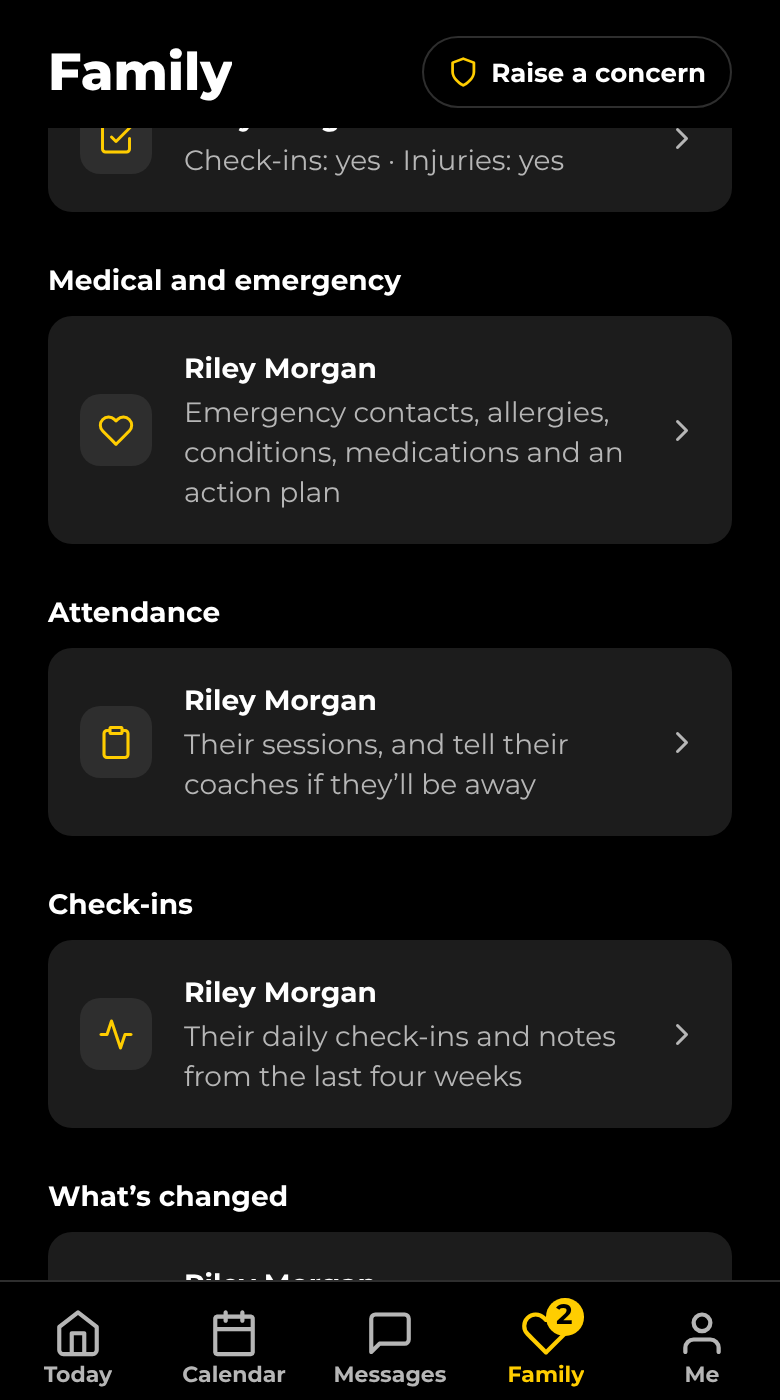 Family
Raise a concern
Check-ins: yes · Injuries: yes
Medical and emergency
Riley Morgan
Emergency contacts, allergies,
conditions, medications and an
action plan
Attendance
Riley Morgan
Their sessions, and tell their
coaches if they’ll be away
Check-ins
Riley Morgan
Their daily check-ins and notes
from the last four weeks
What’s changed
Riley Morgan
2
Today
Calendar
Messages
Family
Me